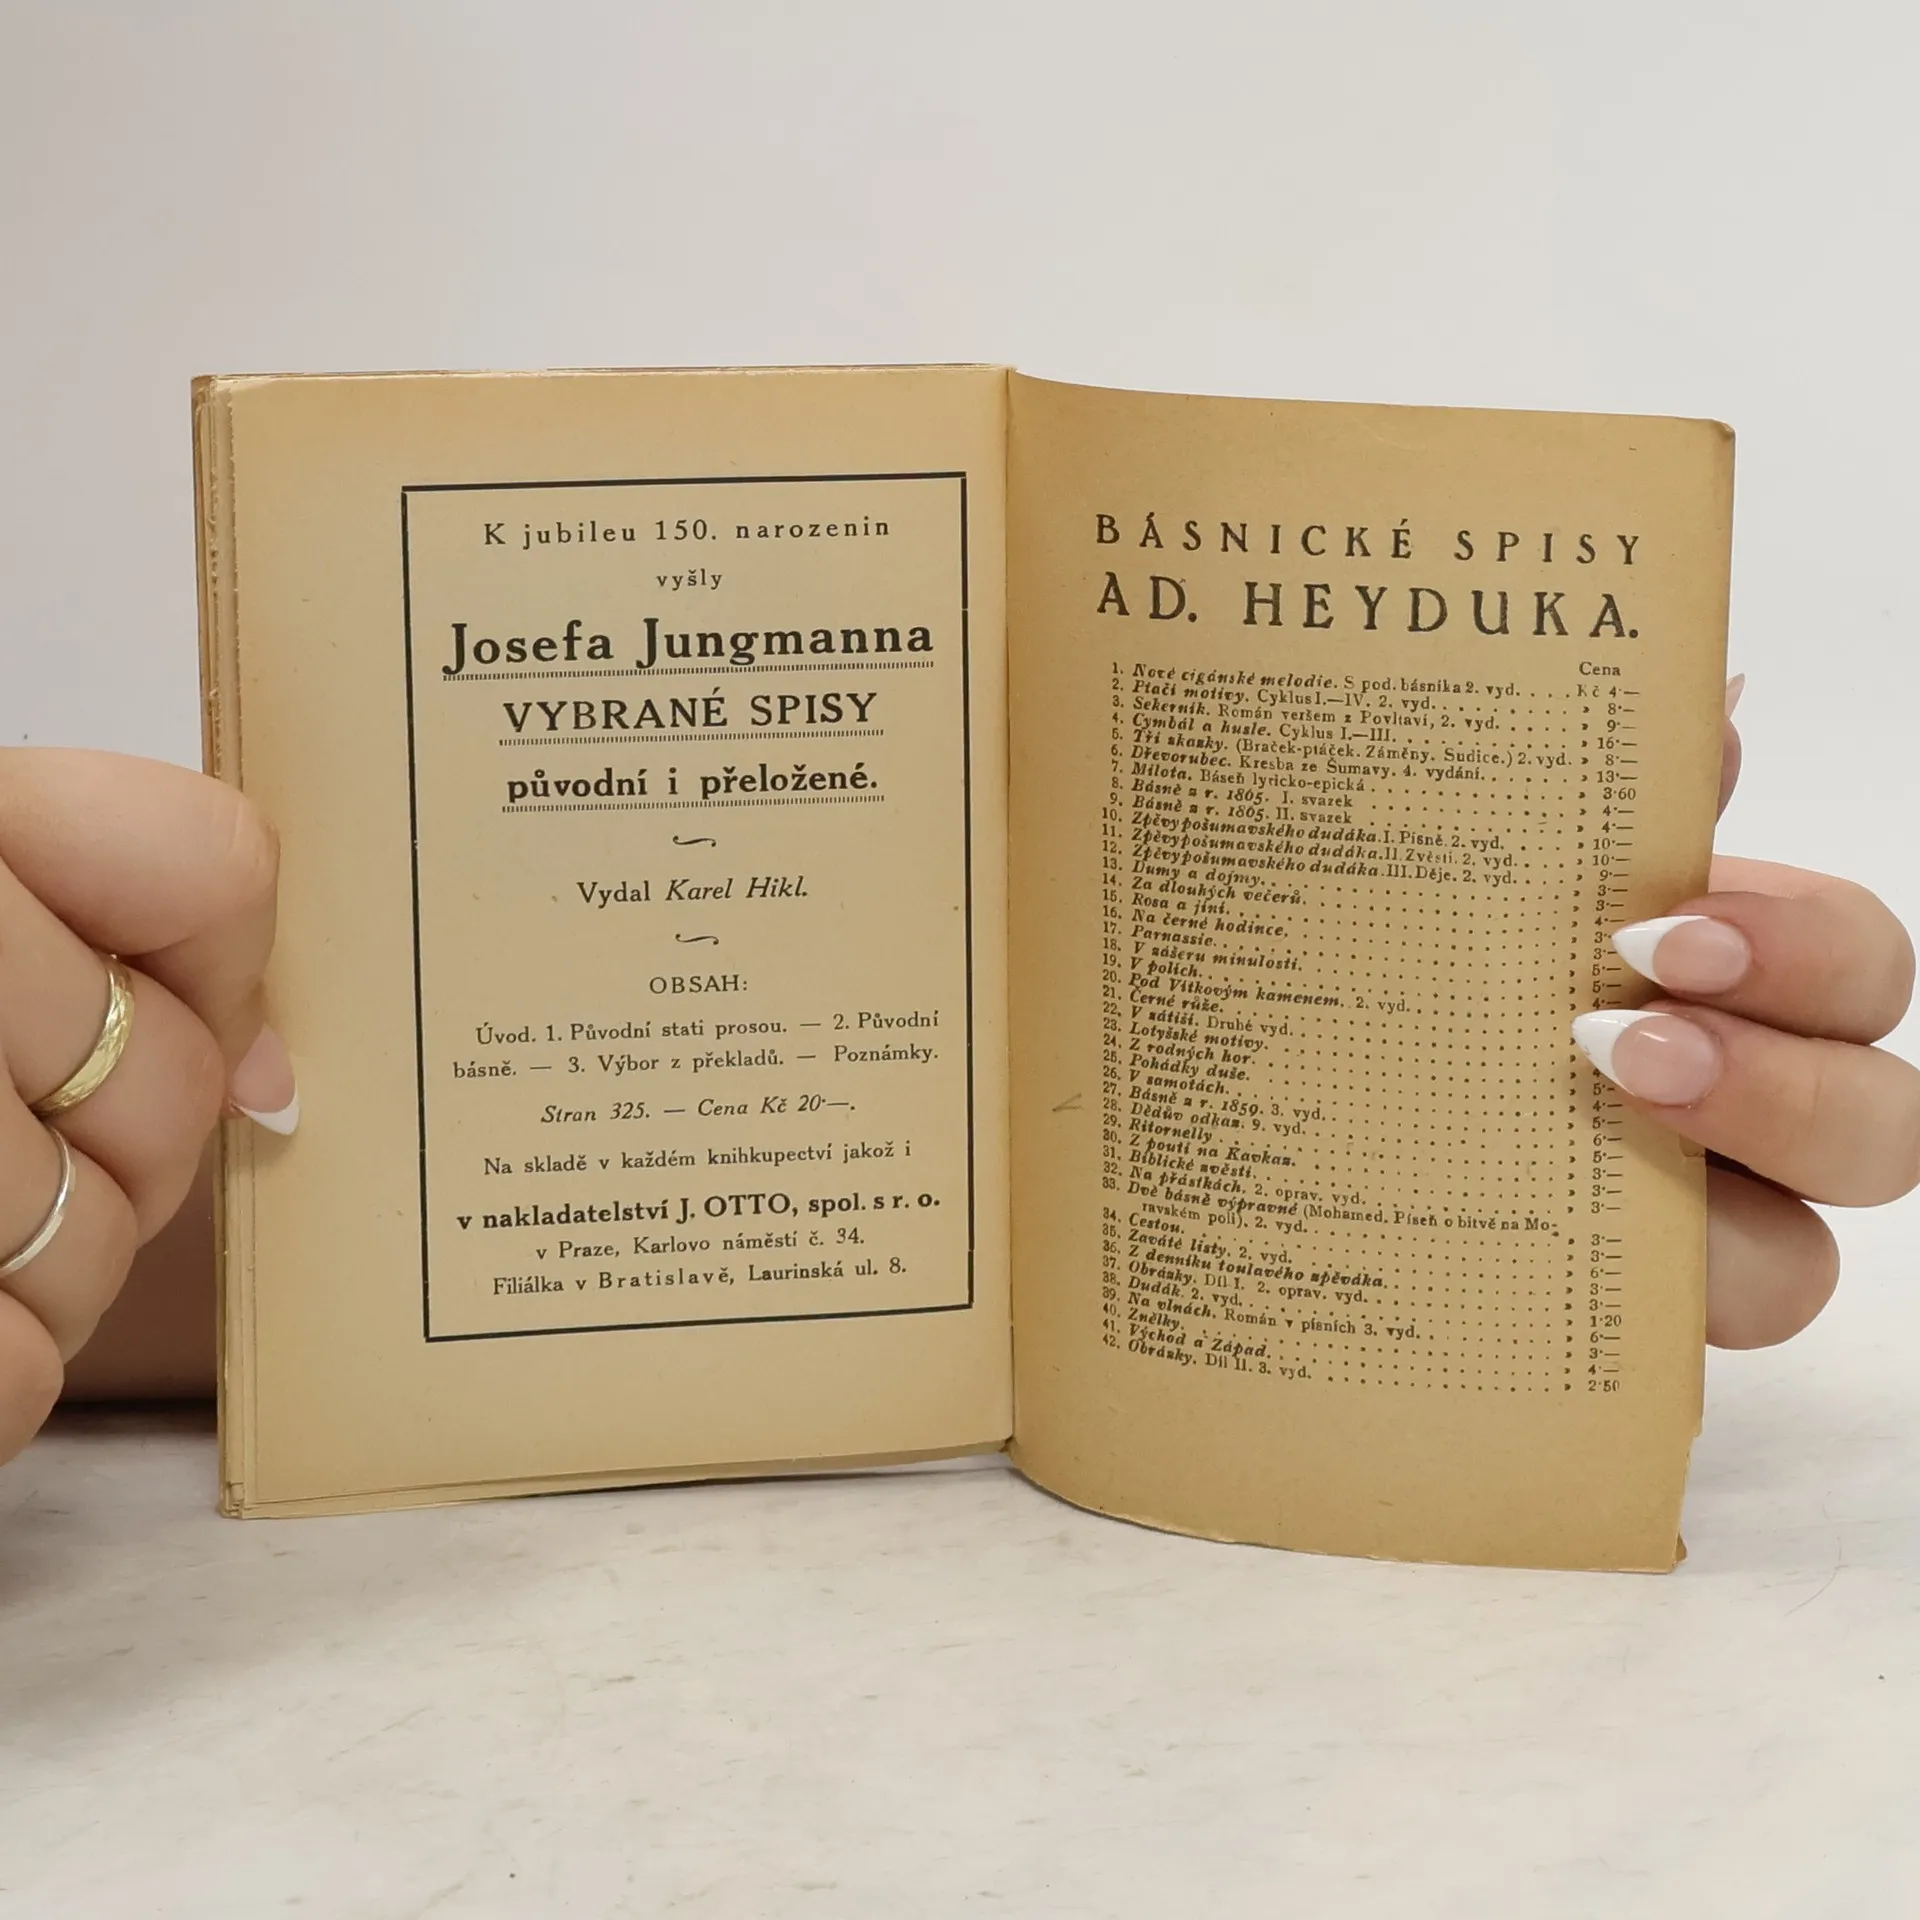 K jubileu 150. narozenin
vyšly
Josefa Jungmanna
VYBRANÉ SPISY
původní i přeložené.
Vydal Karel Hikl.
OBSAH:
Úvod. 1. Původní stati prosou. — 2. Původní
básně. — 3. Výbor z překladů. — Poznámky.
Stran 325. — Cena Kč 20·—.
Na skladě v každém knihkupectví jakož i
v nakladatelství J. OTTO, spol. s r. o.
v Praze, Karlovo náměstí č. 34.
Filiálka v Bratislavě, Laurinská ul. 8.
BÁSNICKÉ SPISY
AD. HEYDUKA.
Cena
1. Nové cigánské melodie. S pod. básníka 2. vyd. . . . Kč 4·—
2. Ptačí motivy. Cyklus I.—IV. 2. vyd. . . . . . . . » 8·—
3. Sekerník. Román veršem z Povltaví, 2. vyd. . . . . » 9·—
4. Cymbál a husle. Cyklus I.—III. . . . . . . . . » 16·—
5. Tři skazky. (Braček-ptáček. Záměny. Sudice.) 2. vyd. » 8·—
6. Dřevorubec. Kresba ze Šumavy. 4. vydání. . . . . . » 13·—
7. Milota. Báseň lyricko-epická . . . . . . . . . » 3·60
8. Básně z r. 1865. I. svazek . . . . . . . . . » 4·—
9. Básně z r. 1865. II. svazek . . . . . . . . . » 4·—
10. Zpěvy pošumavského dudáka. I. Písně. 2. vyd. . . . » 10·—
11. Zpěvy pošumavského dudáka. II. Zvěsti. 2. vyd. . . . » 10·—
12. Zpěvy pošumavského dudáka. III. Děje. 2. vyd. . . . » 9·—
13. Dumy a dojmy. . . . . . . . . . . » 3·—
14. Za dlouhých večerů. . . . . . . . . . » 3·—
15. Rosa a jíní. . . . . . . . . . . » 4·—
16. Na černé hodince, . . . . . . . . . » 3·—
17. Parnassie. . . . . . . . . . . » 3·—
18. V zášeru minulosti. . . . . . . . . » 5·—
19. V polích. . . . . . . . . . . » 5·—
20. Pod Vítkovým kamenem. 2. vyd. . . . . . . » 4·—
21. Černé růže. . . . . . . . . . .
22. V zátiší. Druhé vyd. . . . . . . . . .
23. Lotyšské motivy. . . . . . . . . . .
24. Z rodných hor. . . . . . . . . . .
25. Pohádky duše. . . . . . . . . . . » 5·—
26. V samotách. . . . . . . . . . . » 4·—
27. Básně z r. 1859. 3. vyd. . . . . . . . . » 5·—
28. Dědův odkaz. 9. vyd. . . . . . . . . » 6·—
29. Ritornelly . . . . . . . . . . » 5·—
30. Z pouti na Kavkaz. . . . . . . . . » 3·—
31. Biblické zvěsti. . . . . . . . . . » 3·—
32. Na přástkách. 2. oprav. vyd. . . . . . . . » 3·—
33. Dvě básně výpravné (Mohamed. Píseň o bitvě na Mo-
ravském poli). 2. vyd. . . . . . . . . » 3·—
34. Cestou. . . . . . . . . . . » 3·—
35. Zaváté listy. 2. vyd. . . . . . . . . » 6·—
36. Z denníku toulavého zpěváka. . . . . . . . » 3·—
37. Obrázky. Díl I. 2. oprav. vyd. . . . . . . » 3·—
38. Dudák. 2. vyd. . . . . . . . . . » 1·20
39. Na vlnách. Román v písních 3. vyd. . . . . . . » 6·—
40. Znělky. . . . . . . . . . . » 3·—
41. Východ a Západ. . . . . . . . . . » 4·—
42. Obrázky. Díl II. 3. vyd. . . . . . . . . » 2·50